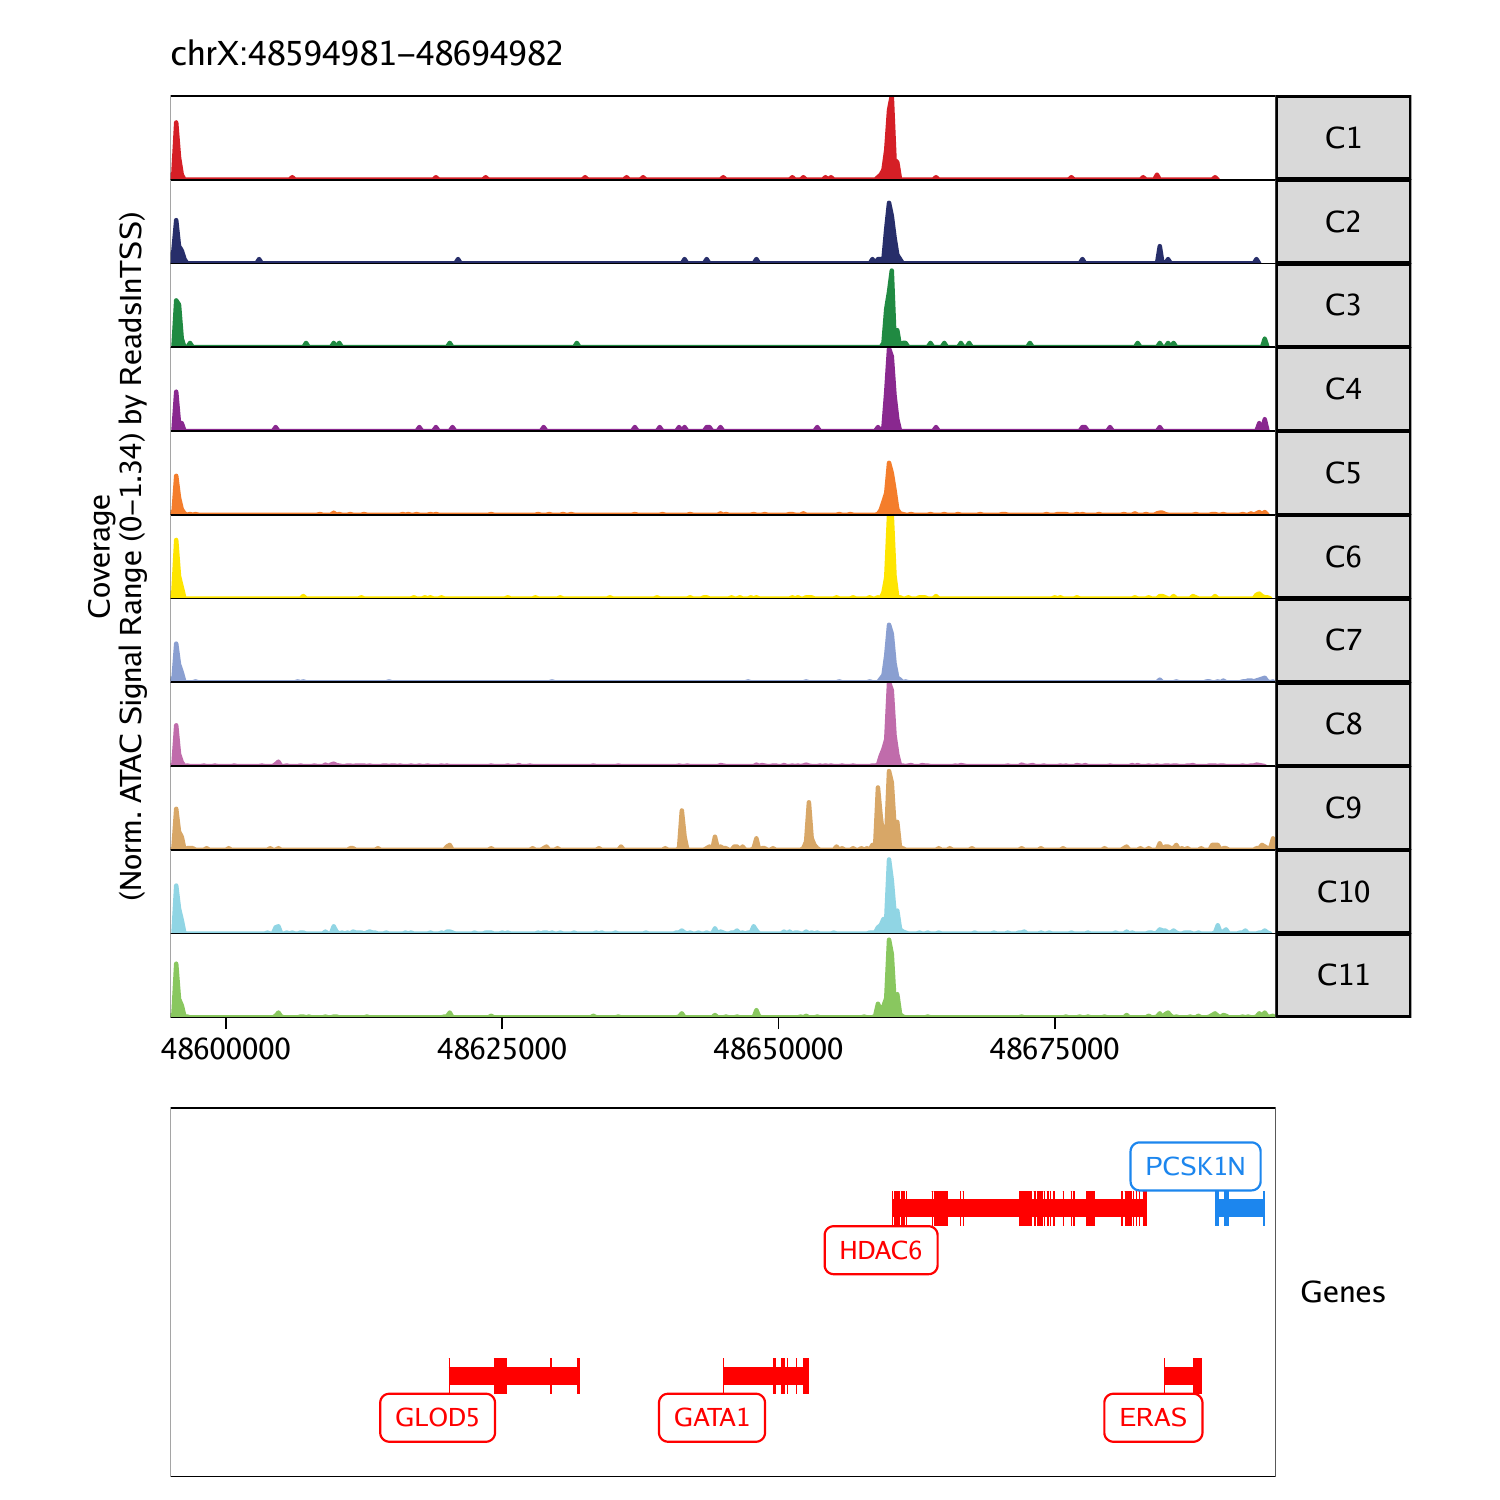 chrX:48594981−48694982
Coverage
(Norm. ATAC Signal Range (0−1.34) by ReadsInTSS)
C1
C2
C3
C4
C5
C6
C7
C8
C9
C10
C11
48600000 48625000 48650000 48675000
PCSK1N
HDAC6
Genes
GLOD5 GATA1 ERAS